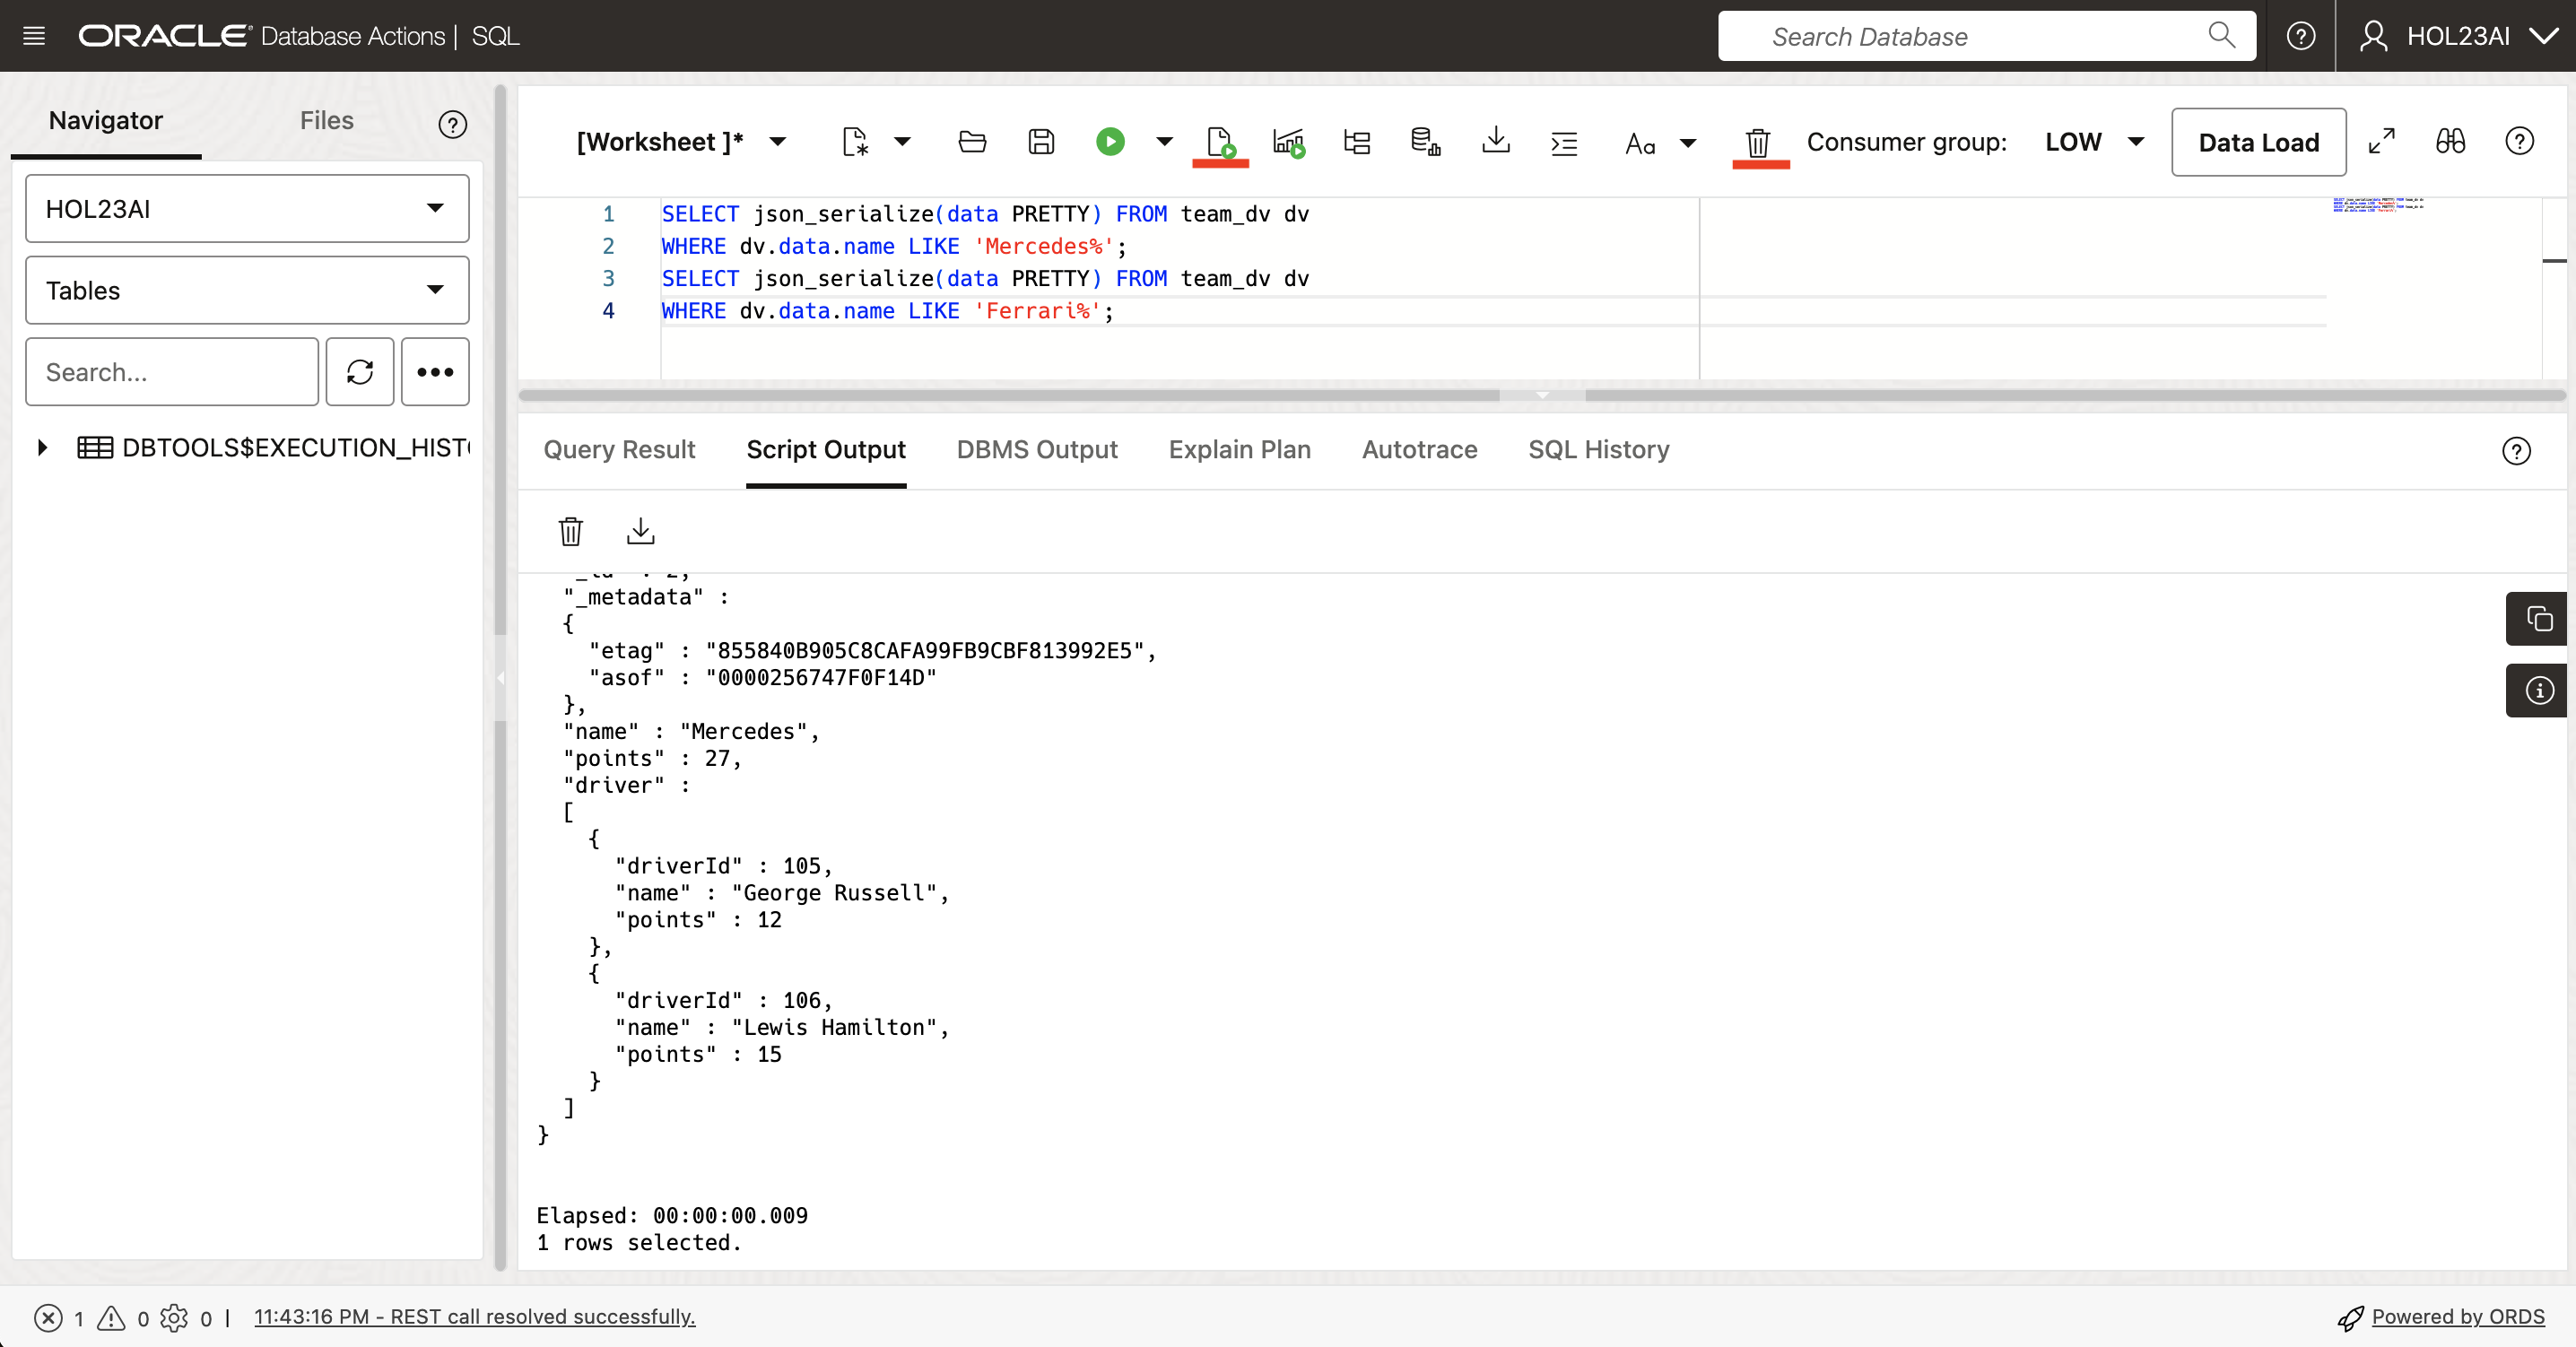 ORACLE Database Actions | SQL
Search Database
HOL23AI
Navigator
Files
HOL23AI
Tables
Search...
DBTOOLS$EXECUTION_HIST
[Worksheet ]*
Aa
Consumer group:
LOW
Data Load
1 SELECT json_serialize(data PRETTY) FROM team_dv dv
2 WHERE dv.data.name LIKE 'Mercedes%';
3 SELECT json_serialize(data PRETTY) FROM team_dv dv
4 WHERE dv.data.name LIKE 'Ferrari%';
Query Result
Script Output
DBMS Output
Explain Plan
Autotrace
SQL History
"_id" : 2,
"_metadata" :
{
"etag" : "855840B905C8CAFA99FB9CBF813992E5",
"asof" : "0000256747F0F14D"
},
"name" : "Mercedes",
"points" : 27,
"driver" :
[
{
"driverId" : 105,
"name" : "George Russell",
"points" : 12
},
{
"driverId" : 106,
"name" : "Lewis Hamilton",
"points" : 15
}
]
}
Elapsed: 00:00:00.009
1 rows selected.
1 0 0 | 11:43:16 PM - REST call resolved successfully.
Powered by ORDS